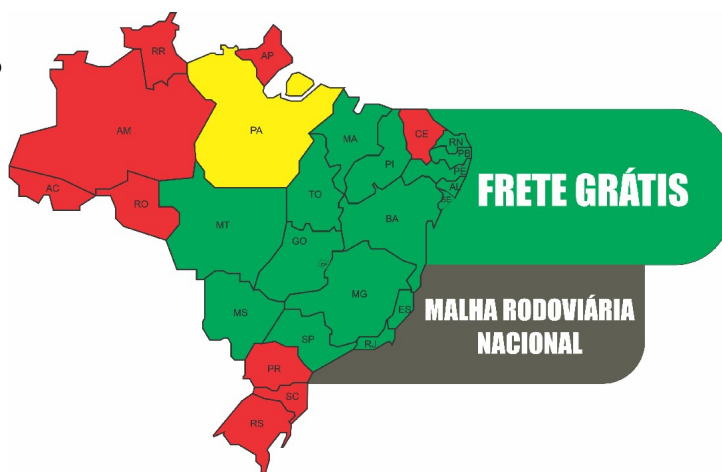 RR
AP
AM
PA
MA
CE
RN
PB
PI
PE
AL
SE
AC
RO
TO
BA
MT
GO
DF
MG
ES
MS
SP
RJ
PR
SC
RS
FRETE GRÁTIS
MALHA RODOVIÁRIA
NACIONAL